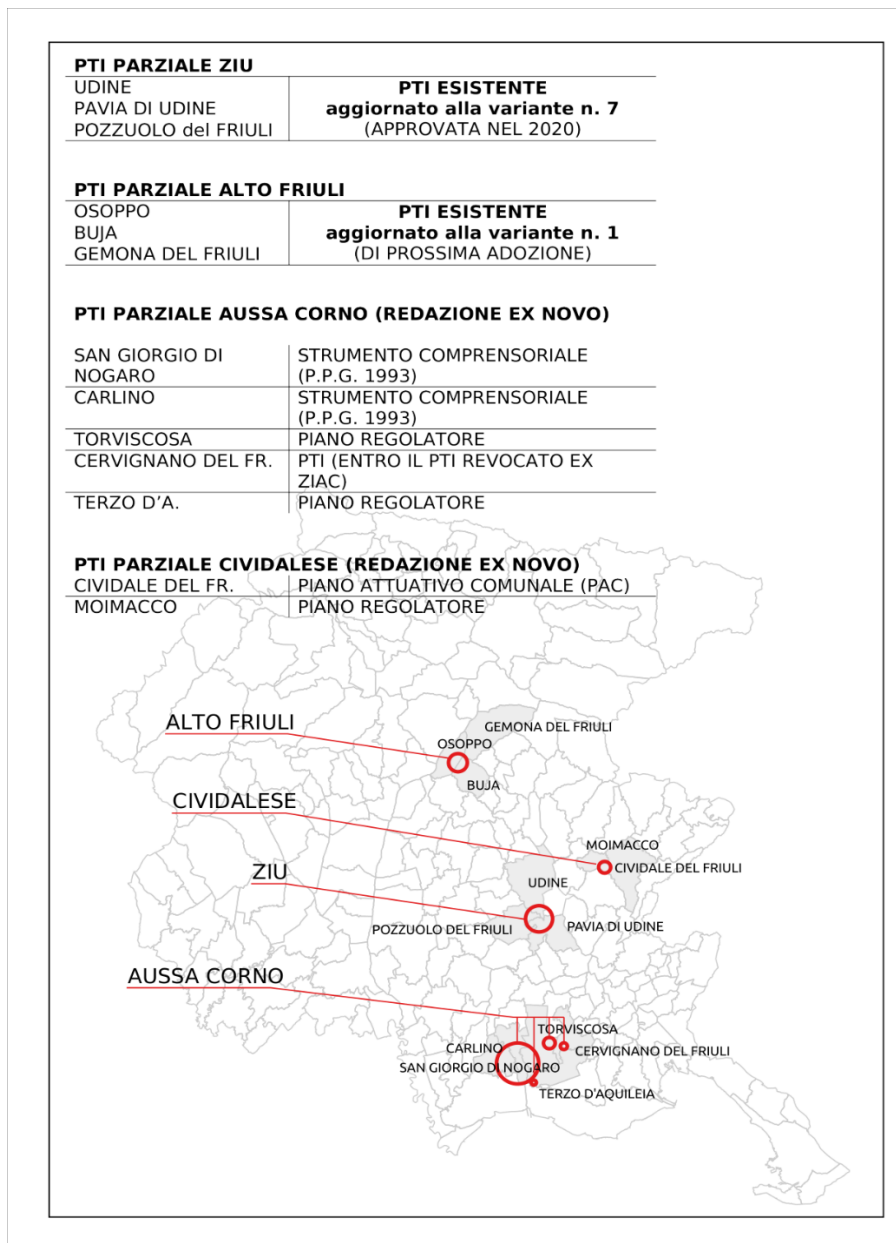 PTI PARZIALE ZIU
UDINE
PAVIA DI UDINE
POZZUOLO del FRIULI
PTI ESISTENTE
aggiornato alla variante n. 7
(APPROVATA NEL 2020)
PTI PARZIALE ALTO FRIULI
OSOPPO
BUJA
GEMONA DEL FRIULI
PTI ESISTENTE
aggiornato alla variante n. 1
(DI PROSSIMA ADOZIONE)
PTI PARZIALE AUSSA CORNO (REDAZIONE EX NOVO)
SAN GIORGIO DI
NOGARO
STRUMENTO COMPRENSORIALE
(P.P.G. 1993)
CARLINO
STRUMENTO COMPRENSORIALE
(P.P.G. 1993)
TORVISCOSA
PIANO REGOLATORE
CERVIGNANO DEL FR.
PTI (ENTRO IL PTI REVOCATO EX
ZIAC)
TERZO D'A.
PIANO REGOLATORE
PTI PARZIALE CIVIDALESE (REDAZIONE EX NOVO)
CIVIDALE DEL FR.
PIANO ATTUATIVO COMUNALE (PAC)
MOIMACCO
PIANO REGOLATORE
ALTO FRIULI
GEMONA DEL FRIULI
OSOPPO
BUJA
CIVIDALESE
MOIMACCO
CIVIDALE DEL FRIULI
ZIU
UDINE
POZZUOLO DEL FRIULI
PAVIA DI UDINE
AUSSA CORNO
TORVISCOSA
CARLINO
CERVIGNANO DEL FRIULI
SAN GIORGIO DI NOGARO
TERZO D'AQUILEIA